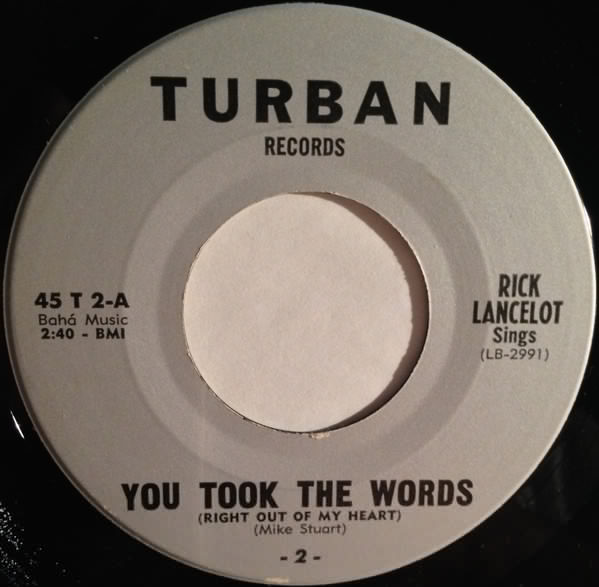 TURBAN
RECORDS
45 T 2-A
Bahá Music
2:40 - BMI
RICK
LANCELOT
Sings
(LB-2991)
YOU TOOK THE WORDS
(RIGHT OUT OF MY HEART)
(Mike Stuart)
- 2 -